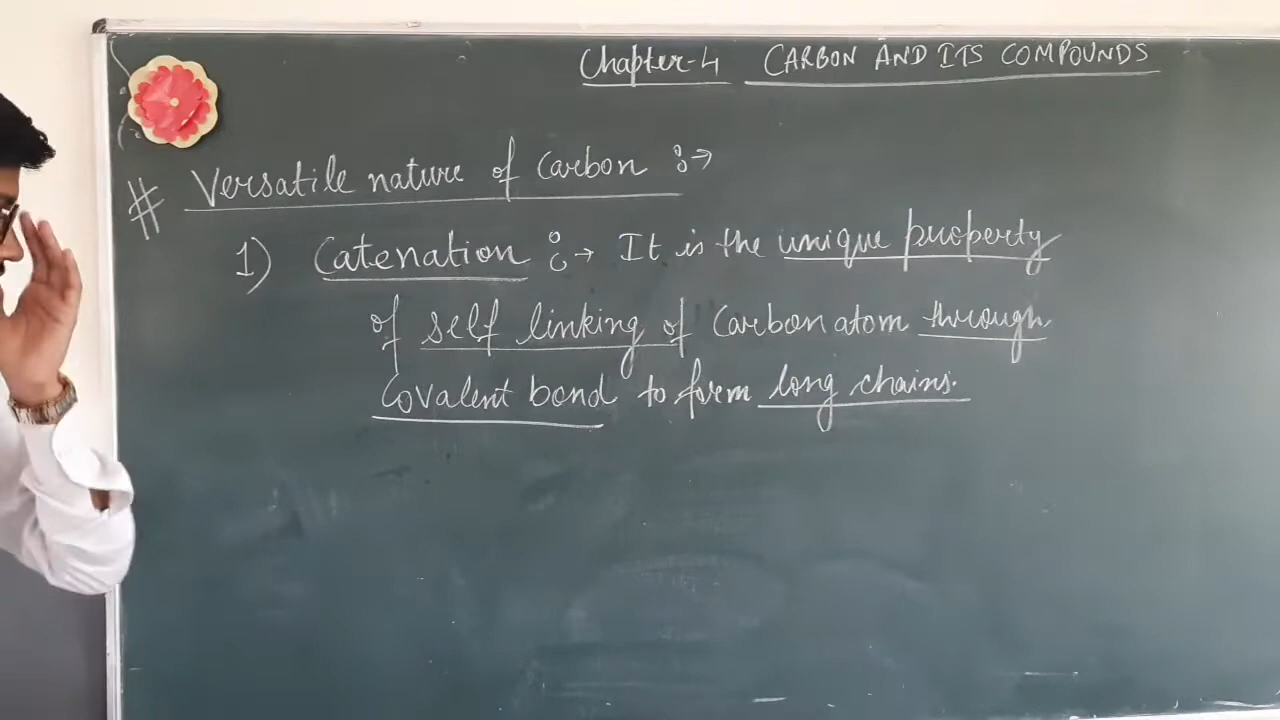 Chapter-4 CARBON AND ITS COMPOUNDS
# Versatile nature of Carbon :→
1) Catenation :→ It is the unique property
of self linking of Carbon atom through
Covalent bond to form long chains.